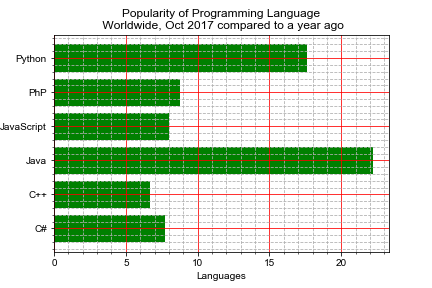 Popularity of Programming Language
Worldwide, Oct 2017 compared to a year ago
Python
PhP
JavaScript
Java
C++
C#
0 5 10 15 20
Languages